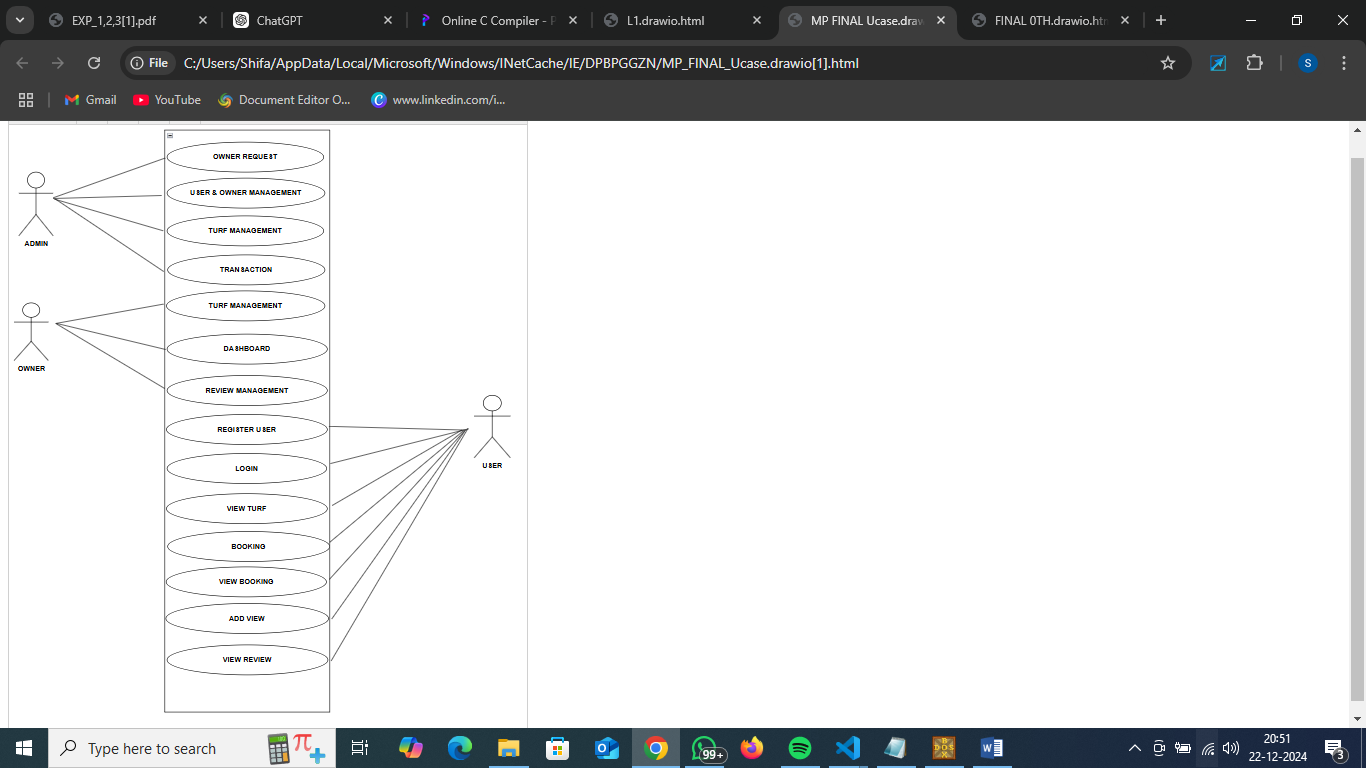 EXP_1,2,3[1].pdf
ChatGPT
Online C Compiler - P
L1.drawio.html
MP FINAL Ucase.draw
FINAL 0TH.drawio.htm
File
C:/Users/Shifa/AppData/Local/Microsoft/Windows/INetCache/IE/DPBPGGZN/MP_FINAL_Ucase.drawio[1].html
S
Gmail
YouTube
Document Editor O...
www.linkedin.com/i...
OWNER REQUEST
USER & OWNER MANAGEMENT
TURF MANAGEMENT
ADMIN
TRANSACTION
TURF MANAGEMENT
DASHBOARD
OWNER
REVIEW MANAGEMENT
REGISTER USER
USER
LOGIN
VIEW TURF
BOOKING
VIEW BOOKING
ADD VIEW
VIEW REVIEW
Type here to search
99+
DOS
20:51
22-12-2024
3